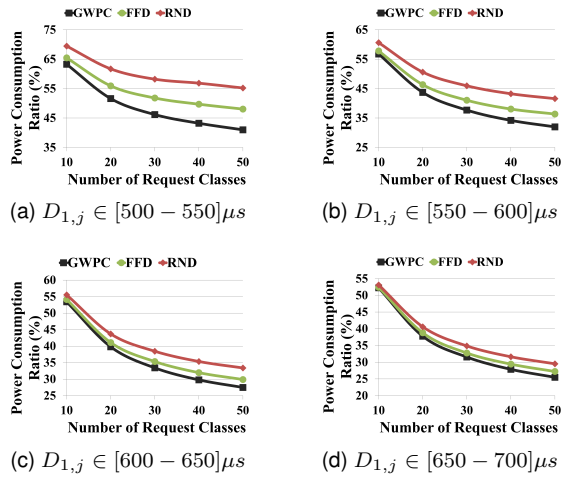 GWPC FFD RND
75
65
55
45
35
10 20 30 40 50
Power Consumption
Ratio (%)
Number of Request Classes
(a) D1,j ∈ [500 − 550]μs
GWPC FFD RND
65
55
45
35
25
10 20 30 40 50
Power Consumption
Ratio (%)
Number of Request Classes
(b) D1,j ∈ [550 − 600]μs
GWPC FFD RND
60
55
50
45
40
35
30
25
10 20 30 40 50
Power Consumption
Ratio (%)
Number of Request Classes
(c) D1,j ∈ [600 − 650]μs
GWPC FFD RND
55
50
45
40
35
30
25
20
10 20 30 40 50
Power Consumption
Ratio (%)
Number of Request Classes
(d) D1,j ∈ [650 − 700]μs